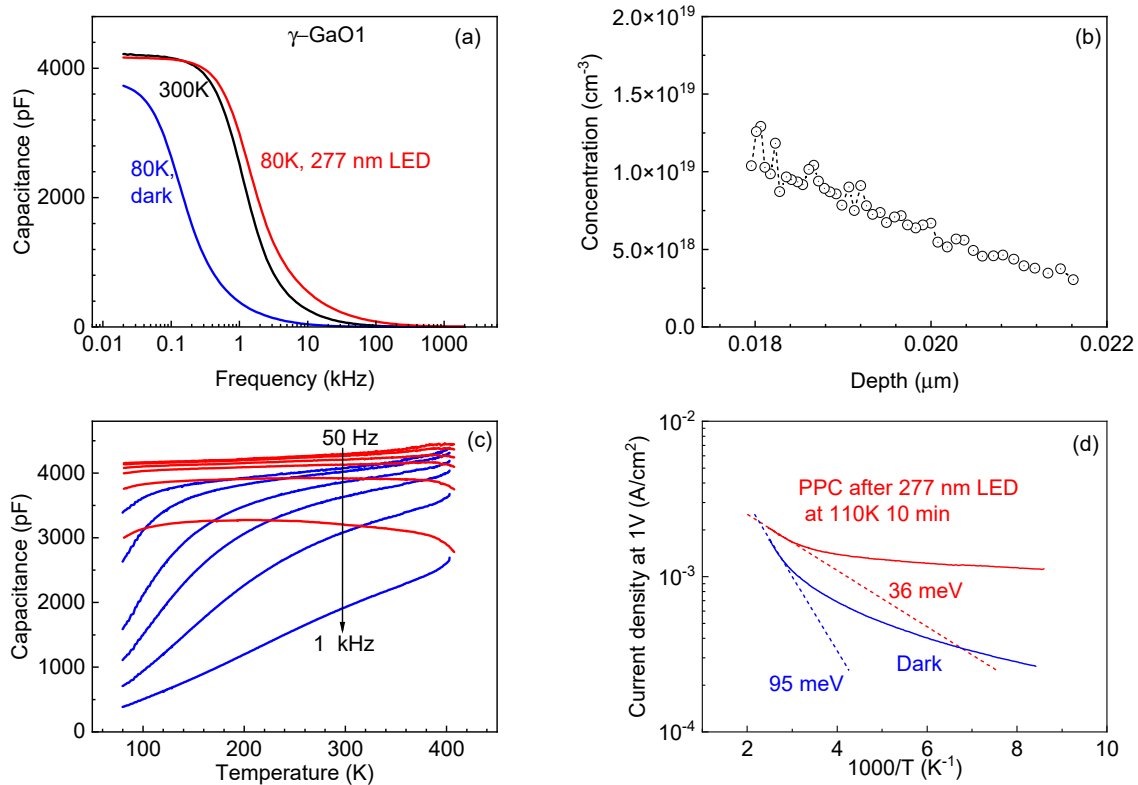 γ–GaO1
(a)
4000
2000
0
300K
80K,
dark
80K, 277 nm LED
0.01 0.1 1 10 100 1000
Frequency (kHz)
Capacitance (pF)
(b)
2.0×10¹⁹
1.5×10¹⁹
1.0×10¹⁹
5.0×10¹⁸
0.0
0.018 0.020 0.022
Depth (μm)
Concentration (cm⁻³)
(c)
50 Hz
1 kHz
4000
3000
2000
1000
0
100 200 300 400
Temperature (K)
Capacitance (pF)
(d)
10⁻²
10⁻³
10⁻⁴
PPC after 277 nm LED
at 110K 10 min
36 meV
Dark
95 meV
2 4 6 8 10
1000/T (K⁻¹)
Current density at 1V (A/cm²)